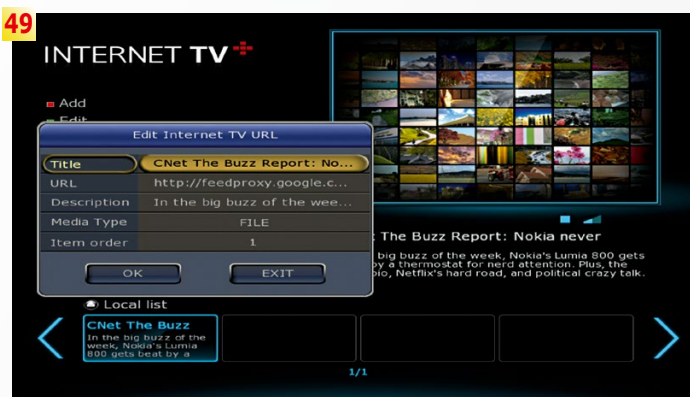 49
INTERNET TV
Add
Edit
Edit Internet TV URL
Title CNet The Buzz Report: No...
URL http://feedproxy.google.c...
Description In the big buzz of the wee...
Media Type FILE
Item order 1
OK EXIT
: The Buzz Report: Nokia never
big buzz of the week, Nokia's Lumia 800 gets
by a thermostat for nerd attention. Plus, the
Netflix's hard road, and political crazy talk.
Local list
CNet The Buzz
In the big buzz of the
week, Nokia's Lumia
800 gets beat by a
1/1